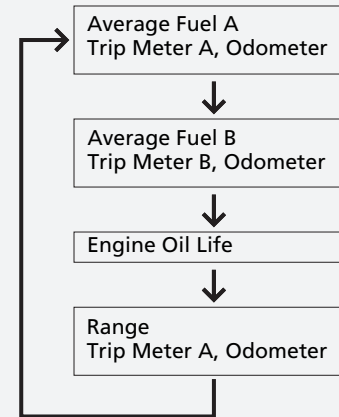 Average Fuel A
Trip Meter A, Odometer
Average Fuel B
Trip Meter B, Odometer
Engine Oil Life
Range
Trip Meter A, Odometer